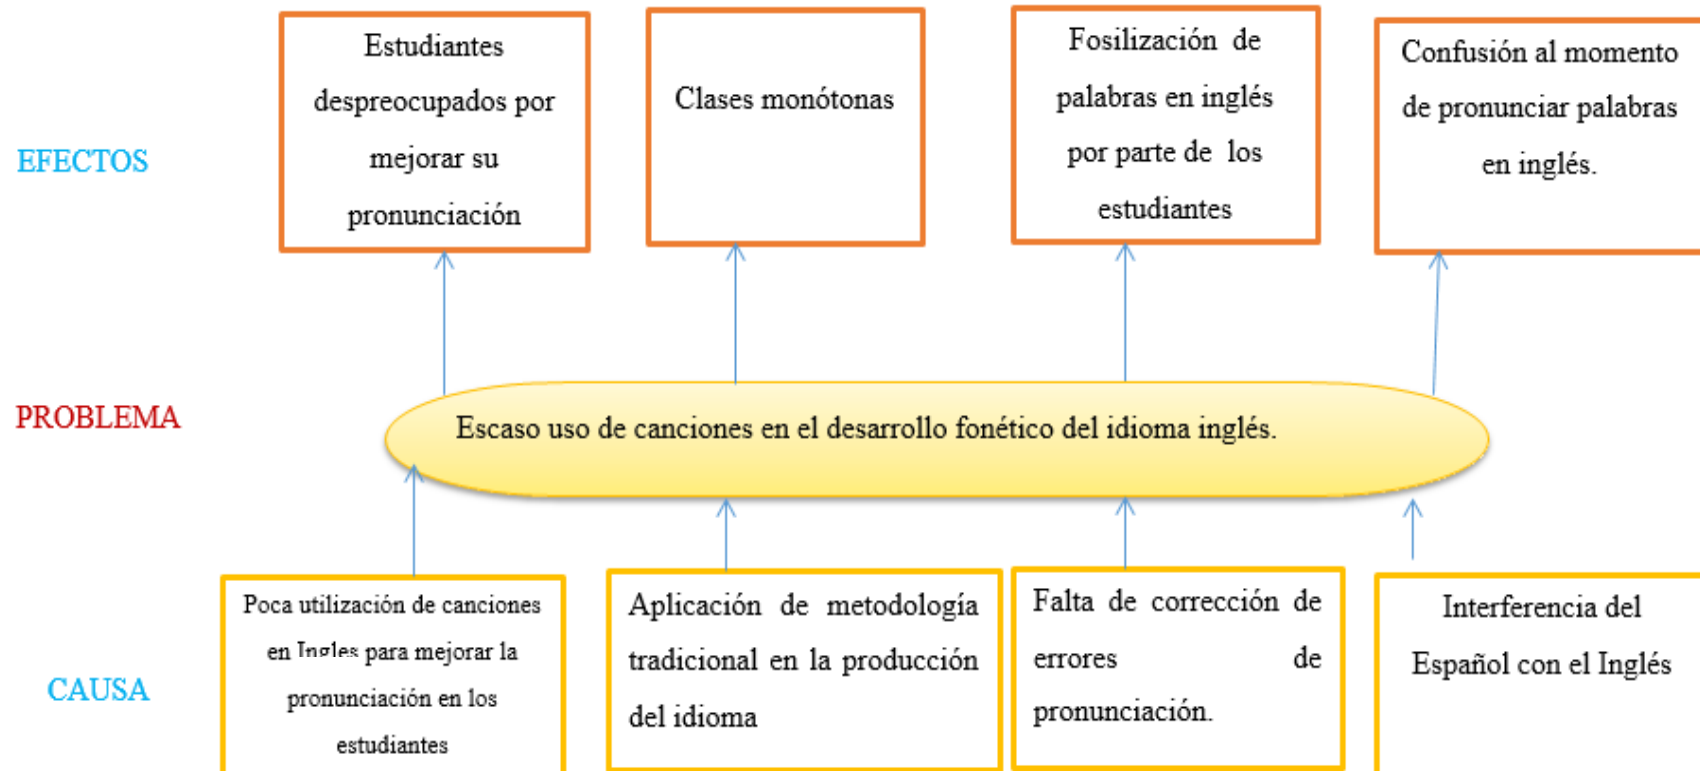 Estudiantes
despreocupados por
mejorar su
pronunciación
Clases monótonas
Fosilización de
palabras en inglés
por parte de los
estudiantes
Confusión al momento
de pronunciar palabras
en inglés.
EFECTOS
PROBLEMA
Escaso uso de canciones en el desarrollo fonético del idioma inglés.
CAUSA
Poca utilización de canciones
en Ingles para mejorar la
pronunciación en los
estudiantes
Aplicación de metodología
tradicional en la producción
del idioma
Falta de corrección de
errores de
pronunciación.
Interferencia del
Español con el Inglés